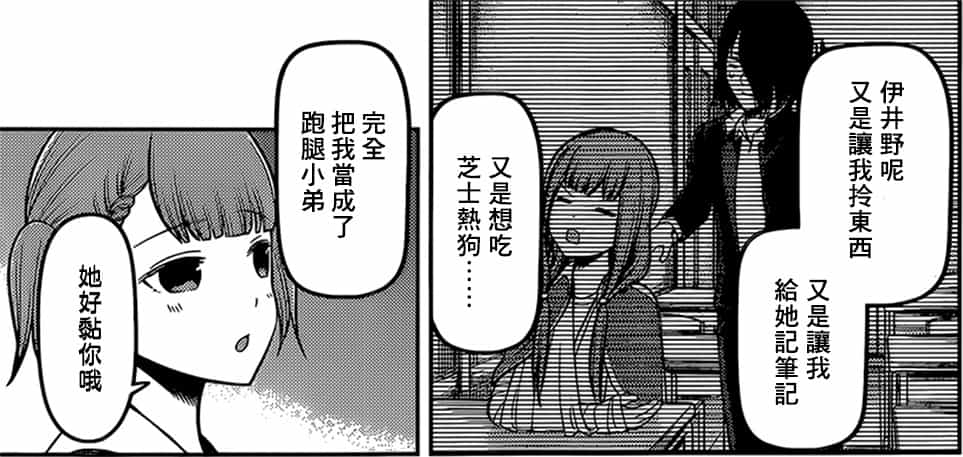 伊井野呢
又是讓我拎東西
又是讓我
給她記筆記
又是想吃
芝士熱狗……
完全
把我當成了
跑腿小弟
她好黏你哦